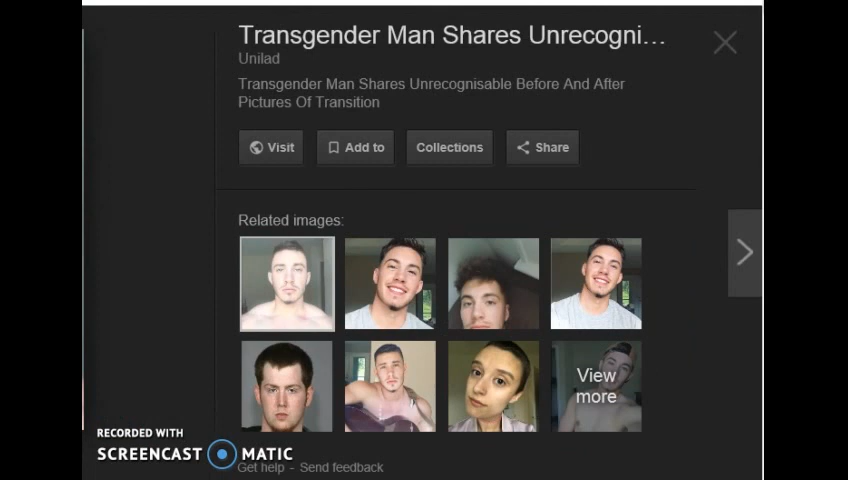 Transgender Man Shares Unrecogni...
Unilad
Transgender Man Shares Unrecognisable Before And After
Pictures Of Transition
Visit
Add to
Collections
Share
Related images:
View
more
RECORDED WITH
SCREENCAST MATIC
Get help - Send feedback